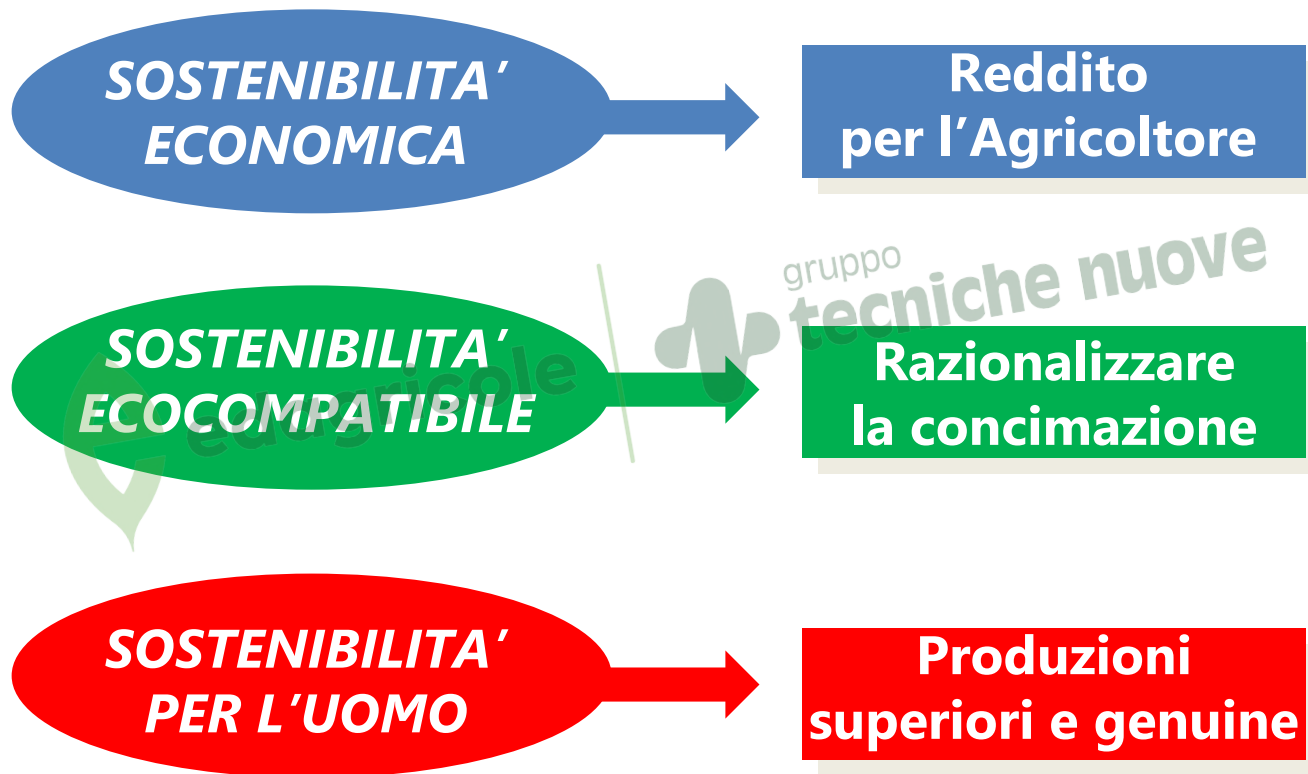 SOSTENIBILITA’
ECONOMICA
Reddito
per l’Agricoltore
gruppo
tecniche nuove
SOSTENIBILITA’
ECOCOMPATIBILE
edagricole
Razionalizzare
la concimazione
SOSTENIBILITA’
PER L’UOMO
Produzioni
superiori e genuine